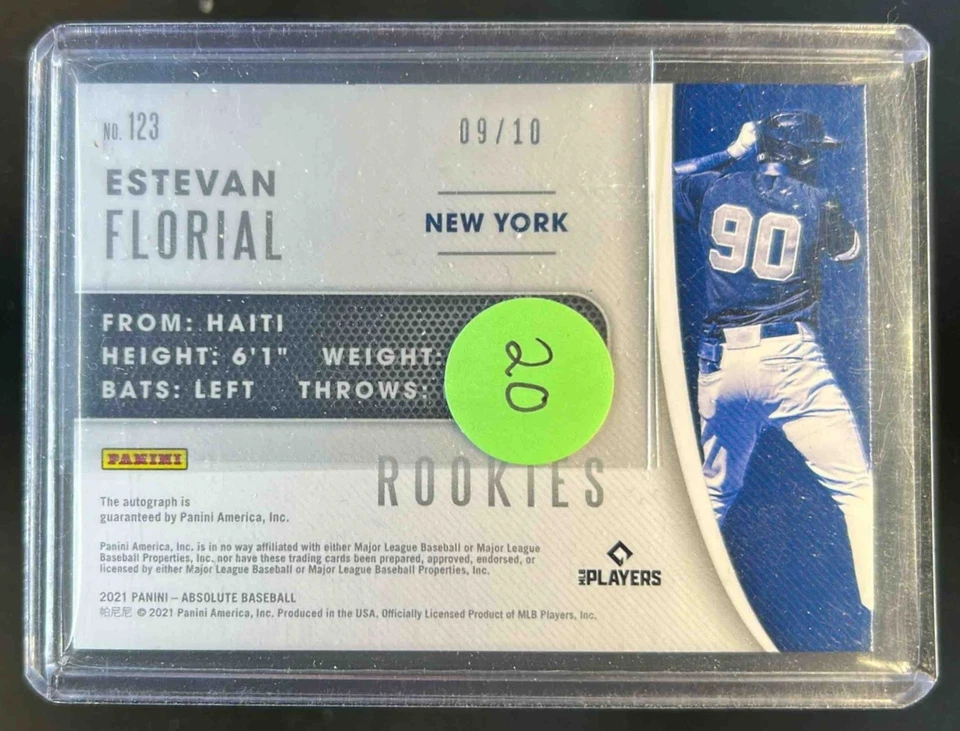 NO. 123
09/10
ESTEVAN
FLORIAL
NEW YORK
90
FROM: HAITI
HEIGHT: 6'1" WEIGHT:
BATS: LEFT THROWS:
20
PANINI
ROOKIES
The autograph is
guaranteed by Panini America, Inc.
Panini America, Inc. is in no way affiliated with either Major League Baseball or Major League
Baseball Properties, Inc. nor have these trading cards been prepared, approved, endorsed, or
licensed by either Major League Baseball or Major League Baseball Properties, Inc.
MLB PLAYERS
2021 PANINI – ABSOLUTE BASEBALL
帕尼尼 © 2021 Panini America, Inc. Produced in the USA. Officially Licensed Product of MLB Players, Inc.